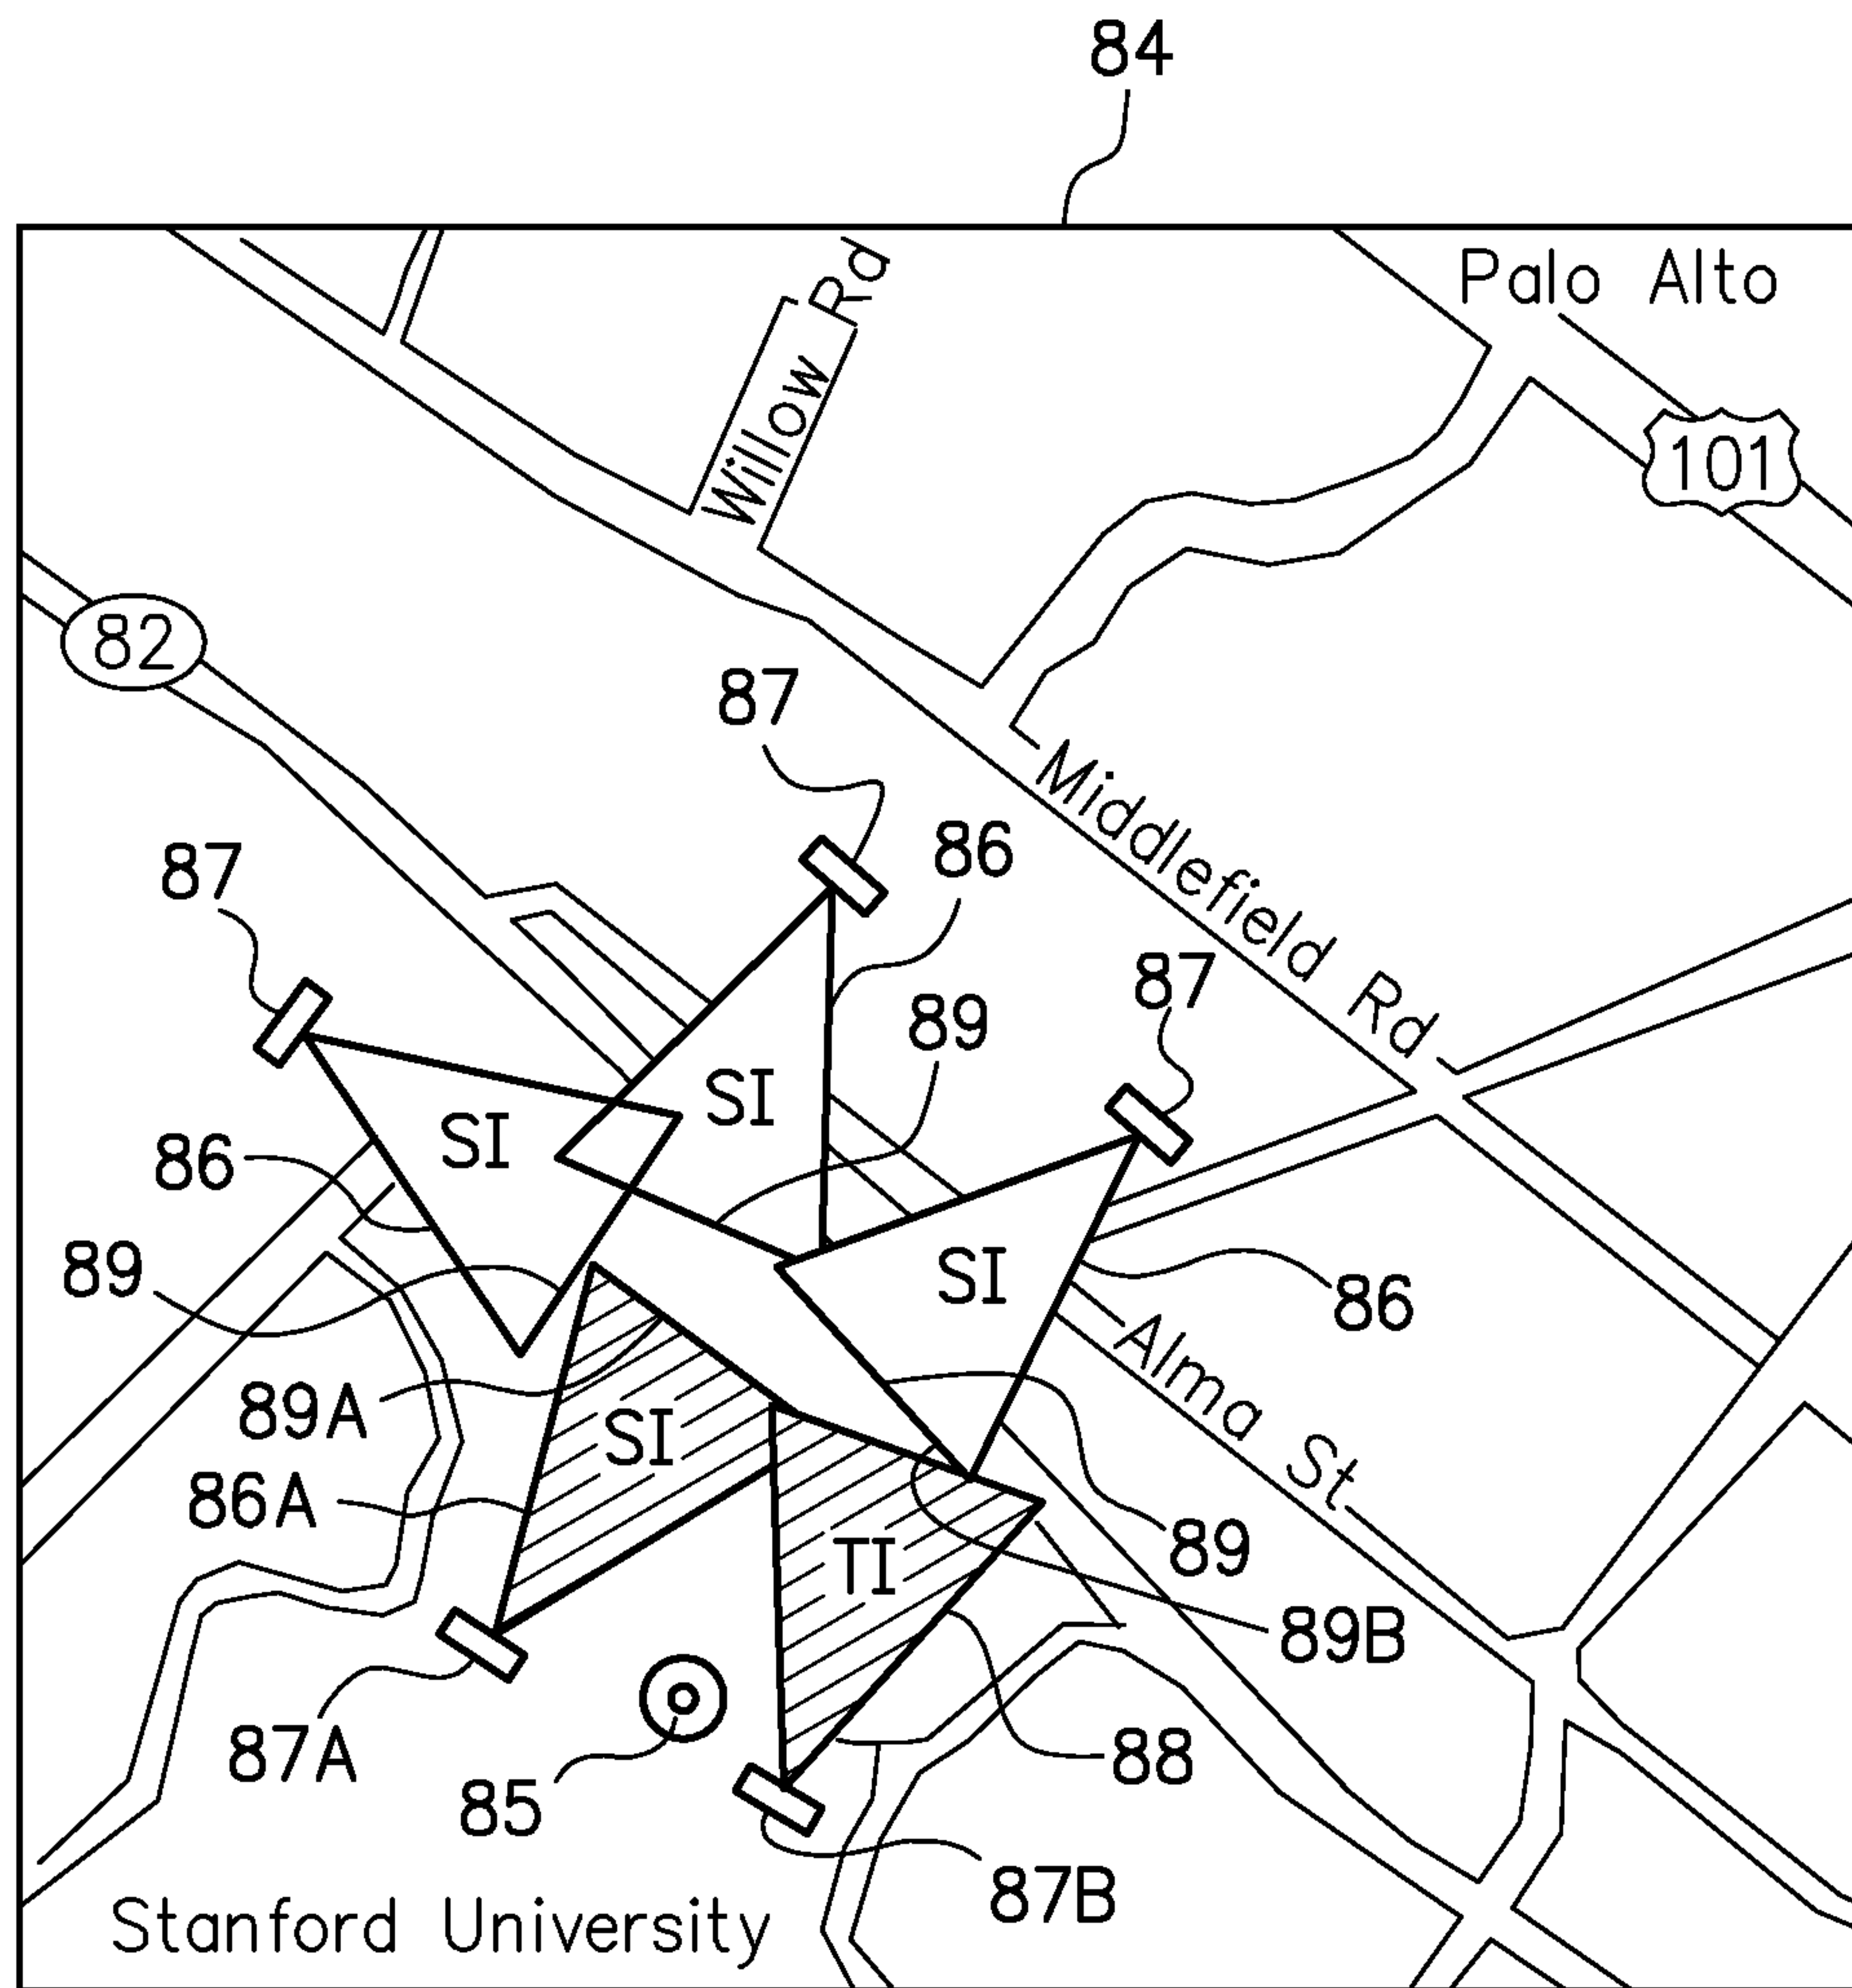 84
Palo Alto
Willow Rd
101
82
87
86
87
Middlefield Rd
89
87
SI
SI
86
89
SI
86
Alma St
89A
SI
86A
TI
89
89B
87A
88
85
87B
Stanford University